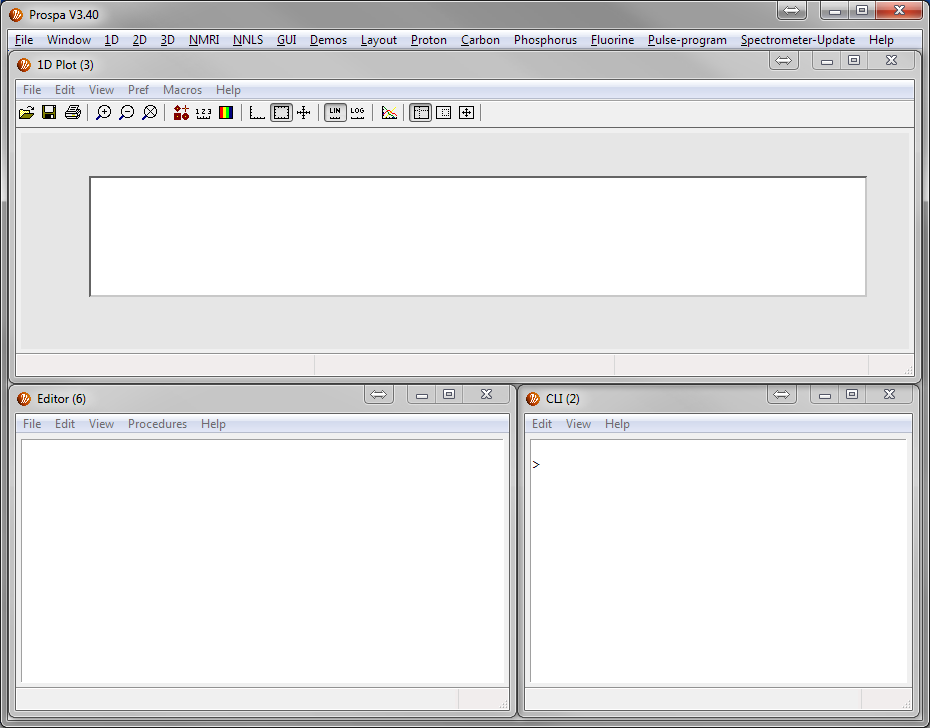 Prospa V3.40
File Window 1D 2D 3D NMRI NNLS GUI Demos Layout Proton Carbon Phosphorus Fluorine Pulse-program Spectrometer-Update Help
1D Plot (3)
File Edit View Pref Macros Help
1 2 3 LIN LOG
Editor (6)
File Edit View Procedures Help
CLI (2)
Edit View Help
>